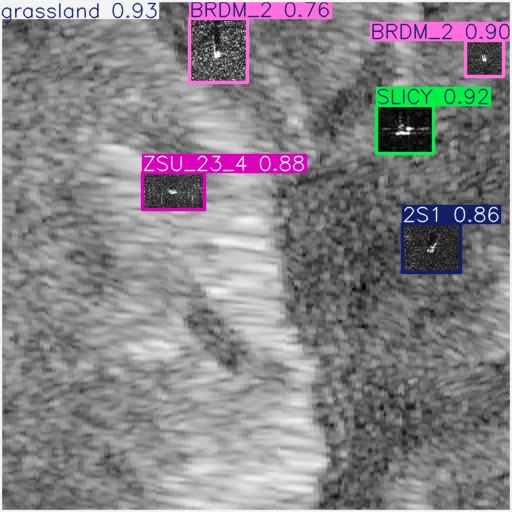 grassland 0.93
BRDM_2 0.76
BRDM_2 0.90
SLICY 0.92
ZSU_23_4 0.88
2S1 0.86